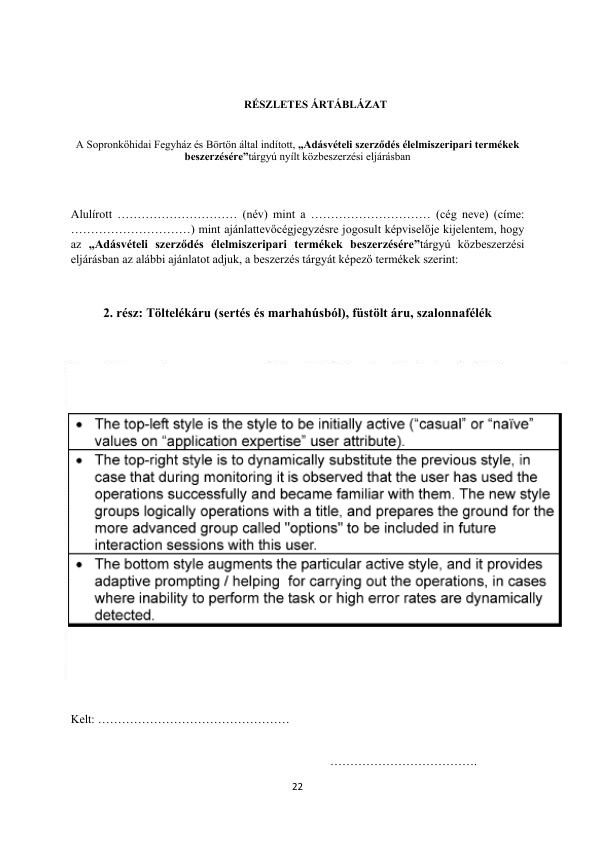 RÉSZLETES ÁRTÁBLÁZAT
A Sopronkőhidai Fegyház és Börtön által indított, „Adásvételi szerződés élelmiszeripari termékek
beszerzésére”tárgyú nyílt közbeszerzési eljárásban
Alulírott ………………………… (név) mint a ………………………… (cég neve) (címe:
…………………………) mint ajánlattevőcégjegyzésre jogosult képviselője kijelentem, hogy
az „Adásvételi szerződés élelmiszeripari termékek beszerzésére”tárgyú közbeszerzési
eljárásban az alábbi ajánlatot adjuk, a beszerzés tárgyát képező termékek szerint:
2. rész: Töltelékáru (sertés és marhahúsból), füstölt áru, szalonnafélék
• The top-left style is the style to be initially active (“casual” or “naïve”
values on “application expertise” user attribute).
• The top-right style is to dynamically substitute the previous style, in
case that during monitoring it is observed that the user has used the
operations successfully and became familiar with them. The new style
groups logically operations with a title, and prepares the ground for the
more advanced group called "options" to be included in future
interaction sessions with this user.
• The bottom style augments the particular active style, and it provides
adaptive prompting / helping for carrying out the operations, in cases
where inability to perform the task or high error rates are dynamically
detected.
Kelt: …………………………………………
……………………………….
22